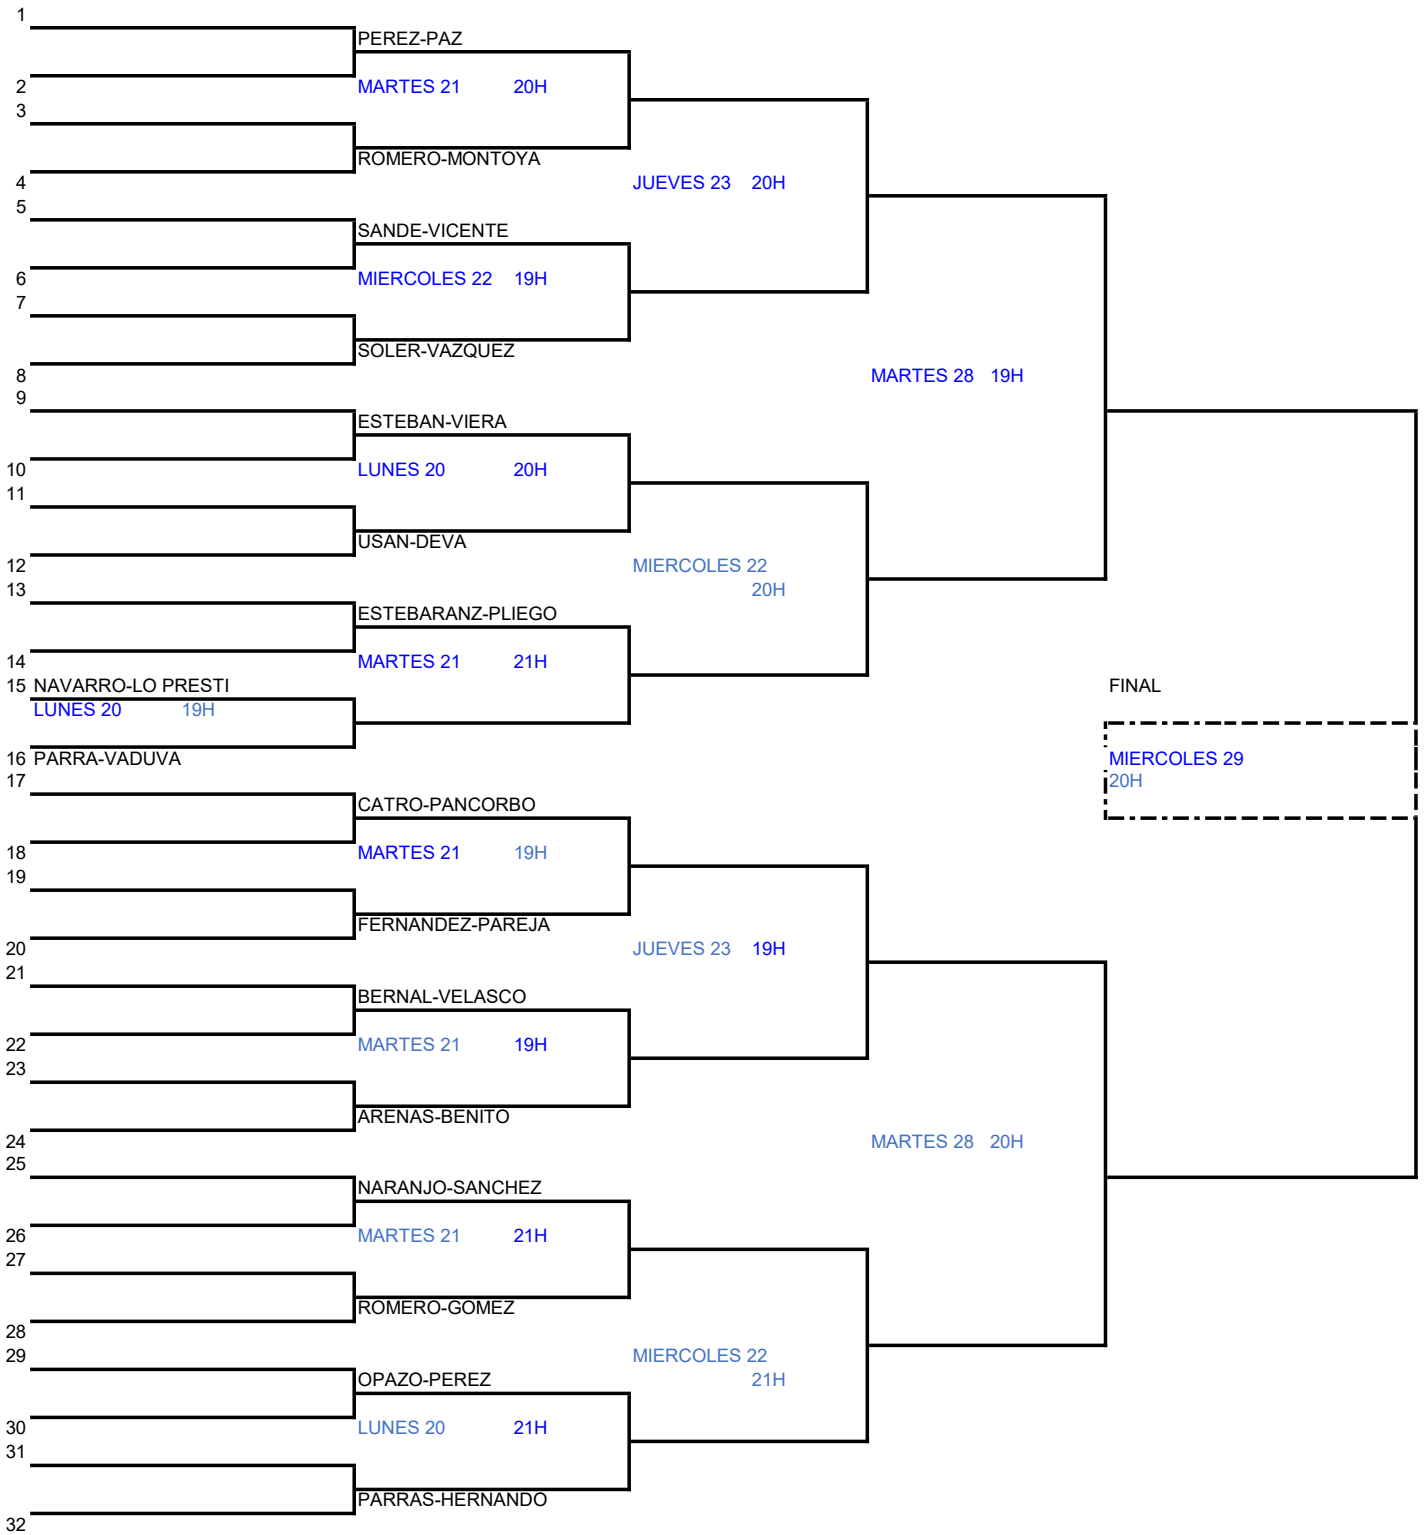 1
PEREZ-PAZ
2 MARTES 21 20H
3
ROMERO-MONTOYA
4 JUEVES 23 20H
5
SANDE-VICENTE
6 MIERCOLES 22 19H
7
SOLER-VAZQUEZ
8 MARTES 28 19H
9
ESTEBAN-VIERA
10 LUNES 20 20H
11
USAN-DEVA
12 MIERCOLES 22
13 20H
ESTEBARANZ-PLIEGO
14 MARTES 21 21H
15 NAVARRO-LO PRESTI FINAL
LUNES 20 19H
16 PARRA-VADUVA MIERCOLES 29
17 20H
CATRO-PANCORBO
18 MARTES 21 19H
19
FERNANDEZ-PAREJA
20 JUEVES 23 19H
21
BERNAL-VELASCO
22 MARTES 21 19H
23
ARENAS-BENITO
24 MARTES 28 20H
25
NARANJO-SANCHEZ
26 MARTES 21 21H
27
ROMERO-GOMEZ
28
29 MIERCOLES 22
OPAZO-PEREZ 21H
30 LUNES 20 21H
31
PARRAS-HERNANDO
32